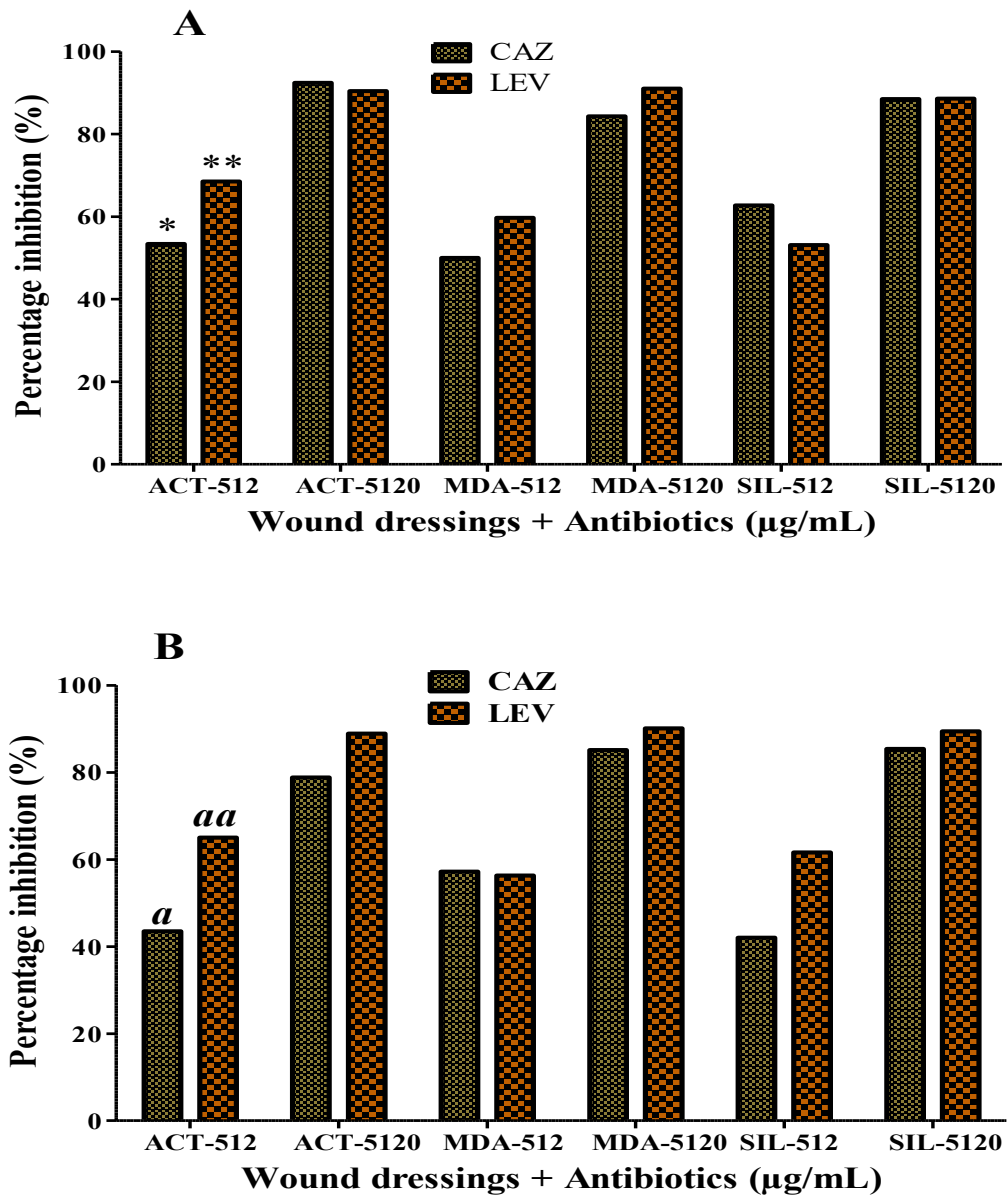 A
CAZ
LEV
Percentage inhibition (%)
100
80
60
40
20
0
*
**
ACT-512 ACT-5120 MDA-512 MDA-5120 SIL-512 SIL-5120
Wound dressings + Antibiotics (µg/mL)
B
CAZ
LEV
Percentage inhibition (%)
100
80
60
40
20
0
a
aa
ACT-512 ACT-5120 MDA-512 MDA-5120 SIL-512 SIL-5120
Wound dressings + Antibiotics (µg/mL)